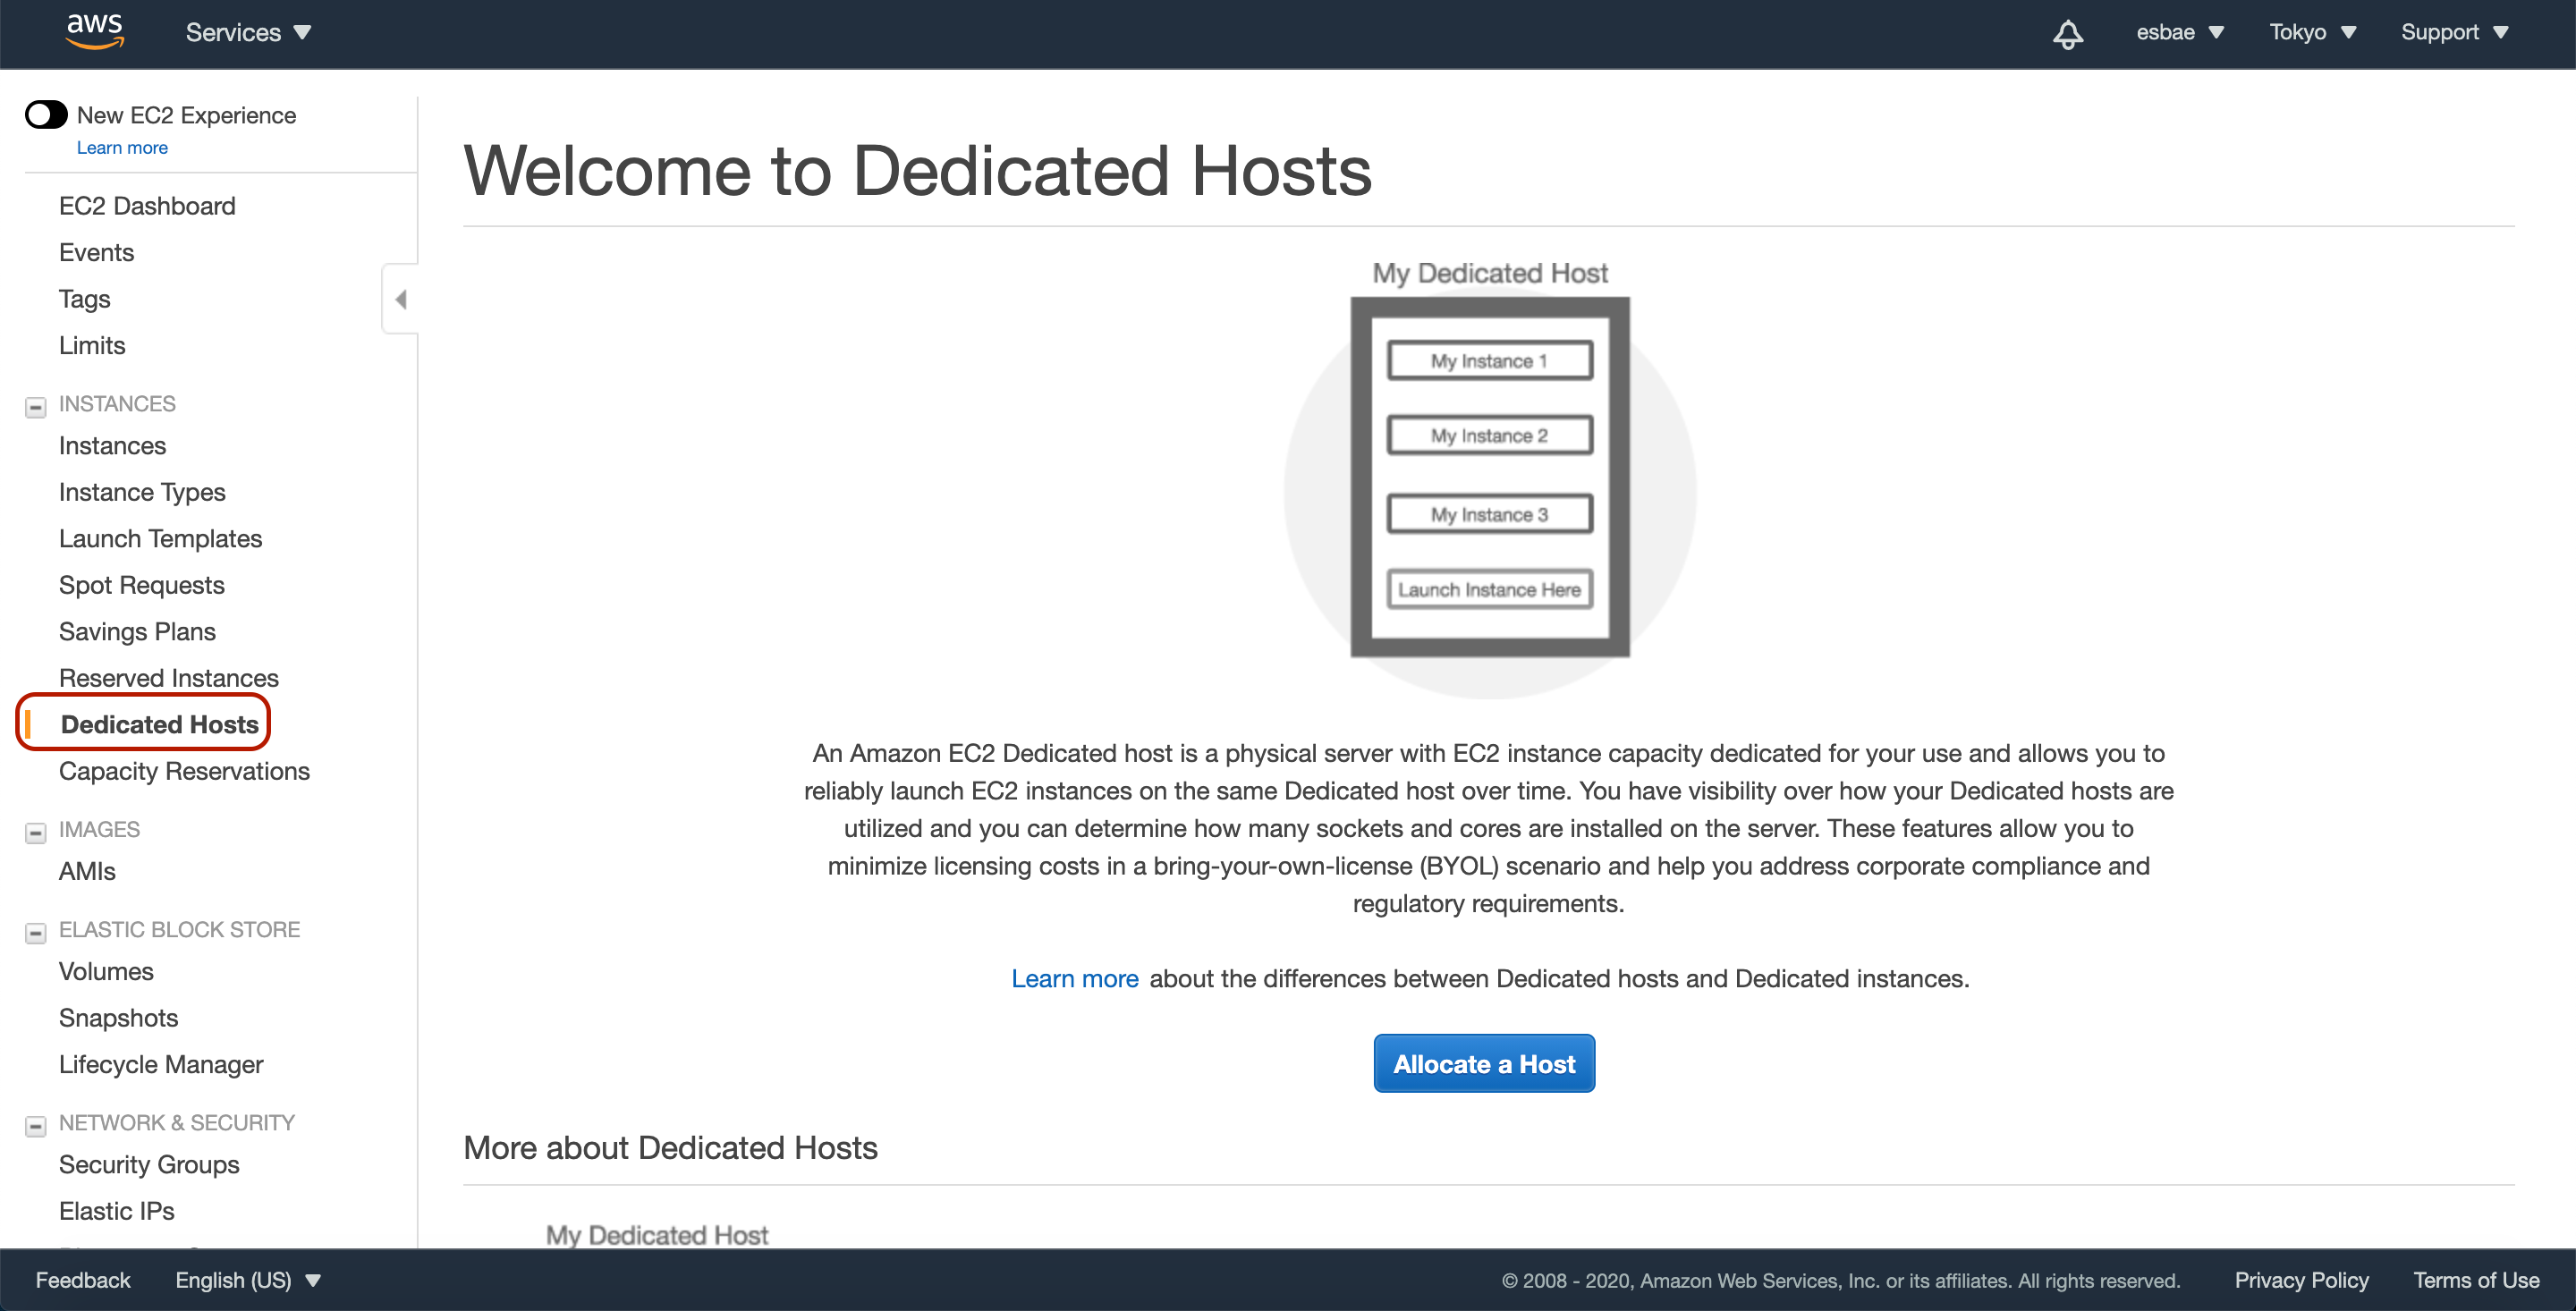 aws
Services
esbae
Tokyo
Support
New EC2 Experience
Learn more
EC2 Dashboard
Events
Tags
Limits
INSTANCES
Instances
Instance Types
Launch Templates
Spot Requests
Savings Plans
Reserved Instances
Dedicated Hosts
Capacity Reservations
IMAGES
AMIs
ELASTIC BLOCK STORE
Volumes
Snapshots
Lifecycle Manager
NETWORK & SECURITY
Security Groups
Elastic IPs
Welcome to Dedicated Hosts
My Dedicated Host
My Instance 1
My Instance 2
My Instance 3
Launch Instance Here
An Amazon EC2 Dedicated host is a physical server with EC2 instance capacity dedicated for your use and allows you to
reliably launch EC2 instances on the same Dedicated host over time. You have visibility over how your Dedicated hosts are
utilized and you can determine how many sockets and cores are installed on the server. These features allow you to
minimize licensing costs in a bring-your-own-license (BYOL) scenario and help you address corporate compliance and
regulatory requirements.
Learn more about the differences between Dedicated hosts and Dedicated instances.
Allocate a Host
More about Dedicated Hosts
My Dedicated Host
Feedback
English (US)
© 2008 - 2020, Amazon Web Services, Inc. or its affiliates. All rights reserved.
Privacy Policy
Terms of Use